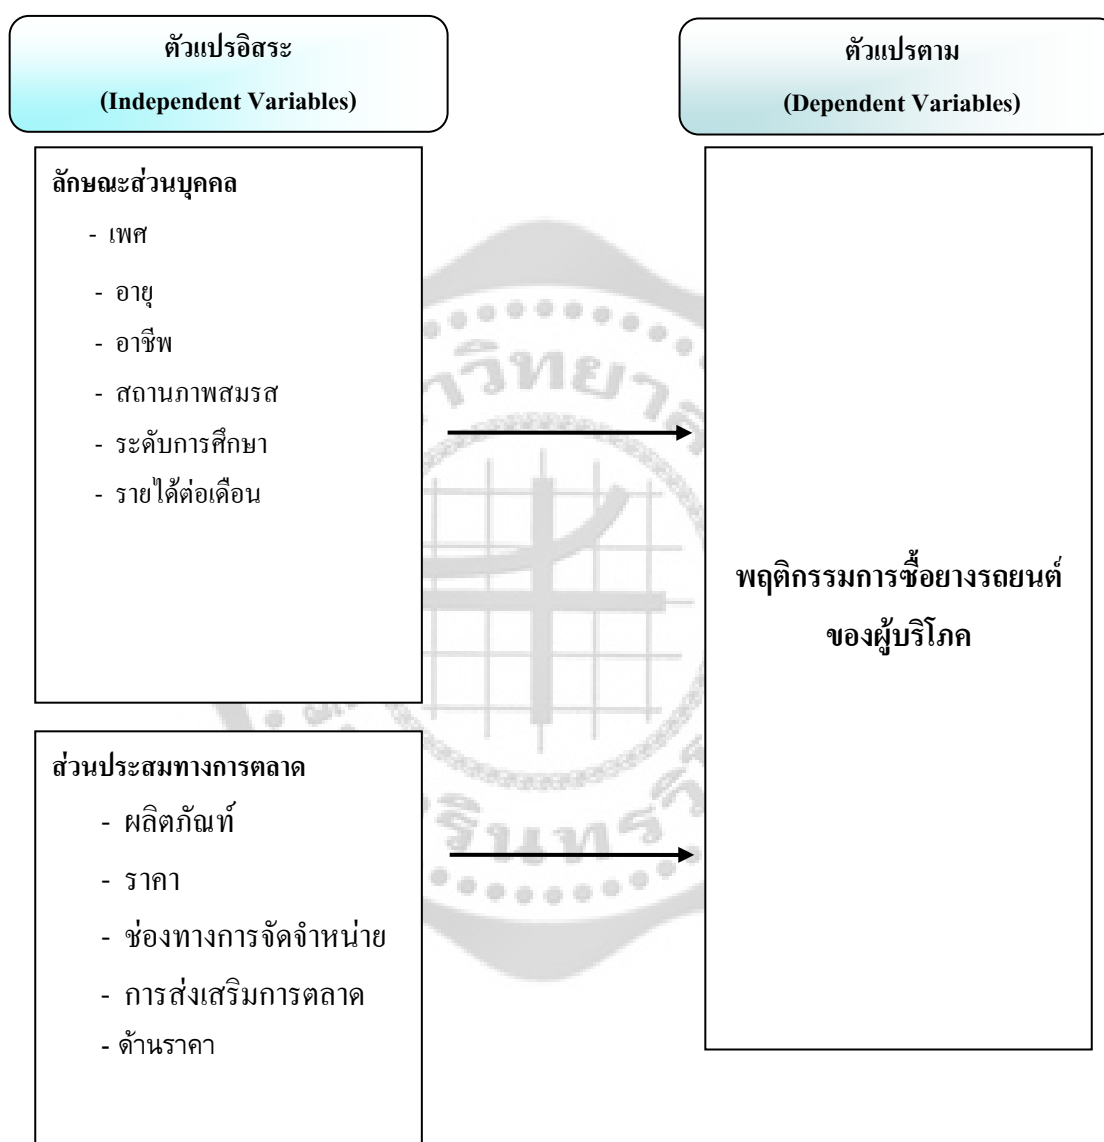 ตัวแปรอิสระ
(Independent Variables)
ลักษณะส่วนบุคคล
- เพศ
- อายุ
- อาชีพ
- สถานภาพสมรส
- ระดับการศึกษา
- รายได้ต่อเดือน
ส่วนประสมทางการตลาด
- ผลิตภัณฑ์
- ราคา
- ช่องทางการจัดจำหน่าย
- การส่งเสริมการตลาด
- ด้านราคา
ตัวแปรตาม
(Dependent Variables)
พฤติกรรมการซื้อยางรถยนต์
ของผู้บริโภค